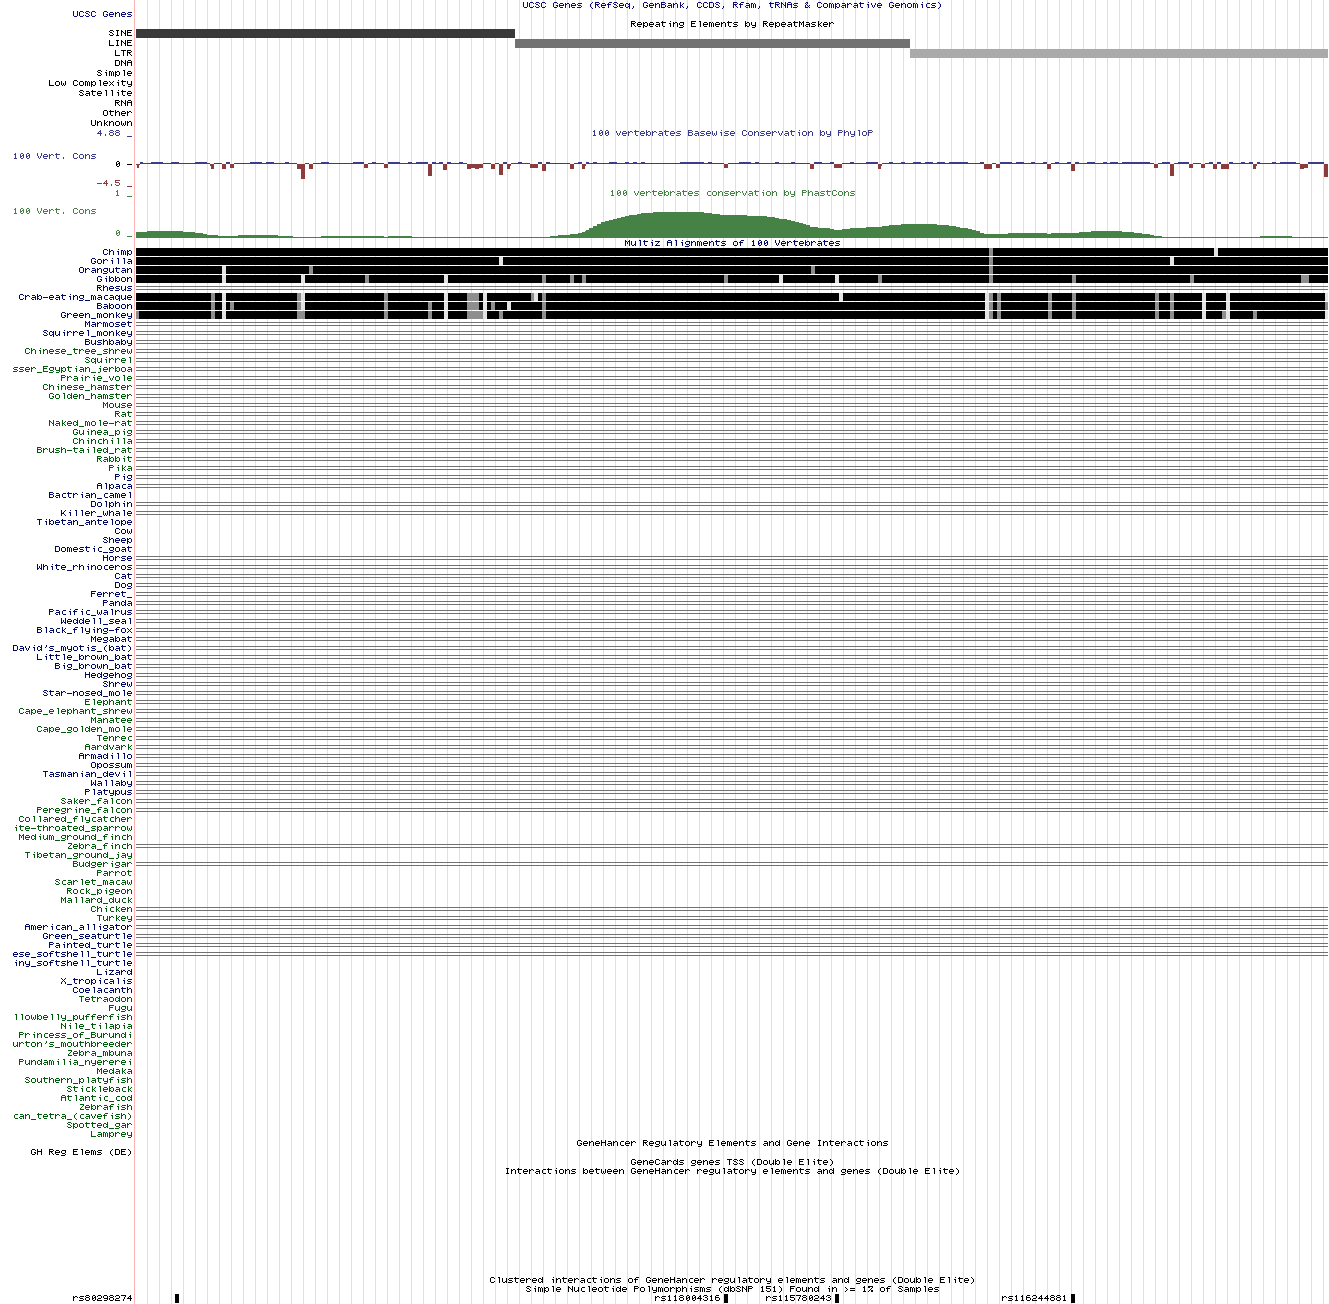 UCSC Genes (RefSeq, GenBank, CCDS, Rfam, tRNAs & Comparative Genomics)
UCSC Genes
Repeating Elements by RepeatMasker
SINE
LINE
LTR
DNA
Simple
Low Complexity
Satellite
RNA
Other
Unknown
4.88 _
100 vertebrates Basewise Conservation by PhyloP
100 Vert. Cons
0 _
-4.5 _
1 _
100 vertebrates conservation by PhastCons
100 Vert. Cons
0 _
Multiz Alignments of 100 Vertebrates
Chimp
Gorilla
Orangutan
Gibbon
Rhesus
Crab-eating_macaque
Baboon
Green_monkey
Marmoset
Squirrel_monkey
Bushbaby
Chinese_tree_shrew
Squirrel
sser_Egyptian_jerboa
Prairie_vole
Chinese_hamster
Golden_hamster
Mouse
Rat
Naked_mole-rat
Guinea_pig
Chinchilla
Brush-tailed_rat
Rabbit
Pika
Pig
Alpaca
Bactrian_camel
Dolphin
Killer_whale
Tibetan_antelope
Cow
Sheep
Domestic_goat
Horse
White_rhinoceros
Cat
Dog
Ferret_
Panda
Pacific_walrus
Weddell_seal
Black_flying-fox
Megabat
David's_myotis_(bat)
Little_brown_bat
Big_brown_bat
Hedgehog
Shrew
Star-nosed_mole
Elephant
Cape_elephant_shrew
Manatee
Cape_golden_mole
Tenrec
Aardvark
Armadillo
Opossum
Tasmanian_devil
Wallaby
Platypus
Saker_falcon
Peregrine_falcon
Collared_flycatcher
ite-throated_sparrow
Medium_ground_finch
Zebra_finch
Tibetan_ground_jay
Budgerigar
Parrot
Scarlet_macaw
Rock_pigeon
Mallard_duck
Chicken
Turkey
American_alligator
Green_seaturtle
Painted_turtle
ese_softshell_turtle
iny_softshell_turtle
Lizard
X_tropicalis
Coelacanth
Tetraodon
Fugu
llowbelly_pufferfish
Nile_tilapia
Princess_of_Burundi
urton's_mouthbreeder
Zebra_mbuna
Pundamilia_nyererei
Medaka
Southern_platyfish
Stickleback
Atlantic_cod
Zebrafish
can_tetra_(cavefish)
Spotted_gar
Lamprey
GeneHancer Regulatory Elements and Gene Interactions
GH Reg Elems (DE)
GeneCards genes TSS (Double Elite)
Interactions between GeneHancer regulatory elements and genes (Double Elite)
Clustered interactions of GeneHancer regulatory elements and genes (Double Elite)
Simple Nucleotide Polymorphisms (dbSNP 151) Found in >= 1% of Samples
rs80298274 rs118004316 rs115780243 rs116244881